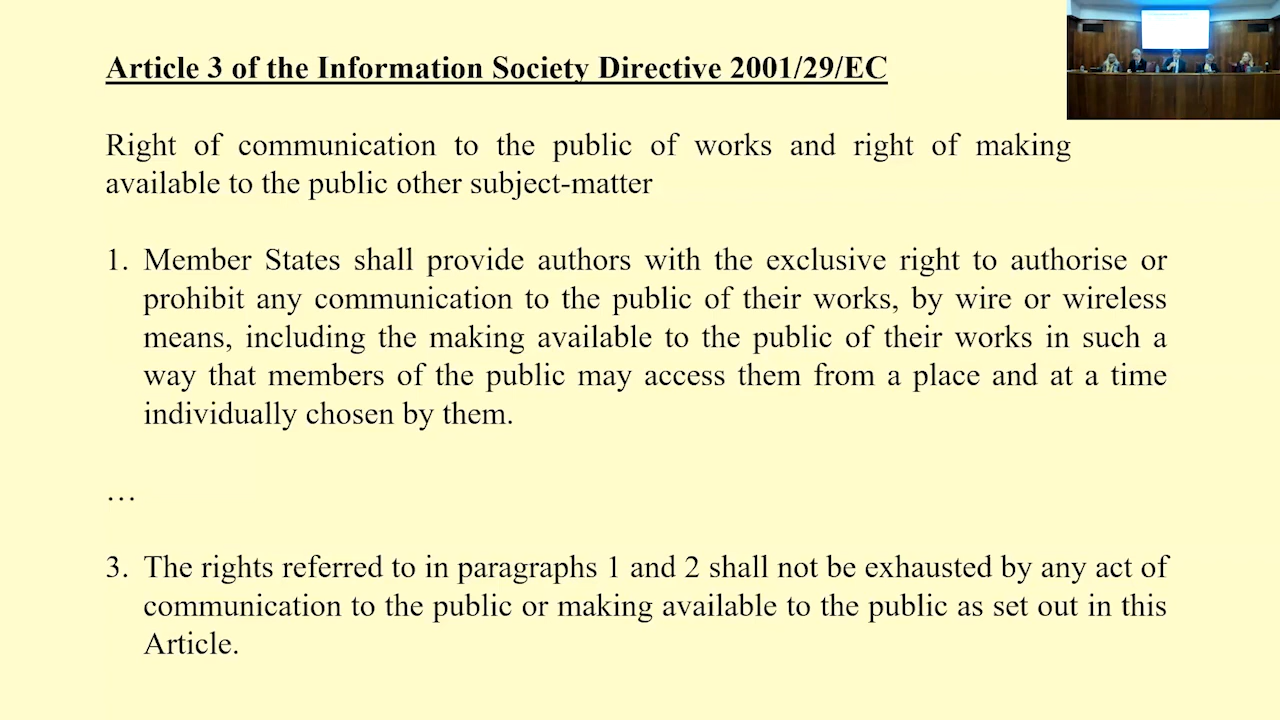 Article 3 of the Information Society Directive 2001/29/EC
Right of communication to the public of works and right of making
available to the public other subject-matter
1. Member States shall provide authors with the exclusive right to authorise or
prohibit any communication to the public of their works, by wire or wireless
means, including the making available to the public of their works in such a
way that members of the public may access them from a place and at a time
individually chosen by them.
…
3. The rights referred to in paragraphs 1 and 2 shall not be exhausted by any act of
communication to the public or making available to the public as set out in this
Article.